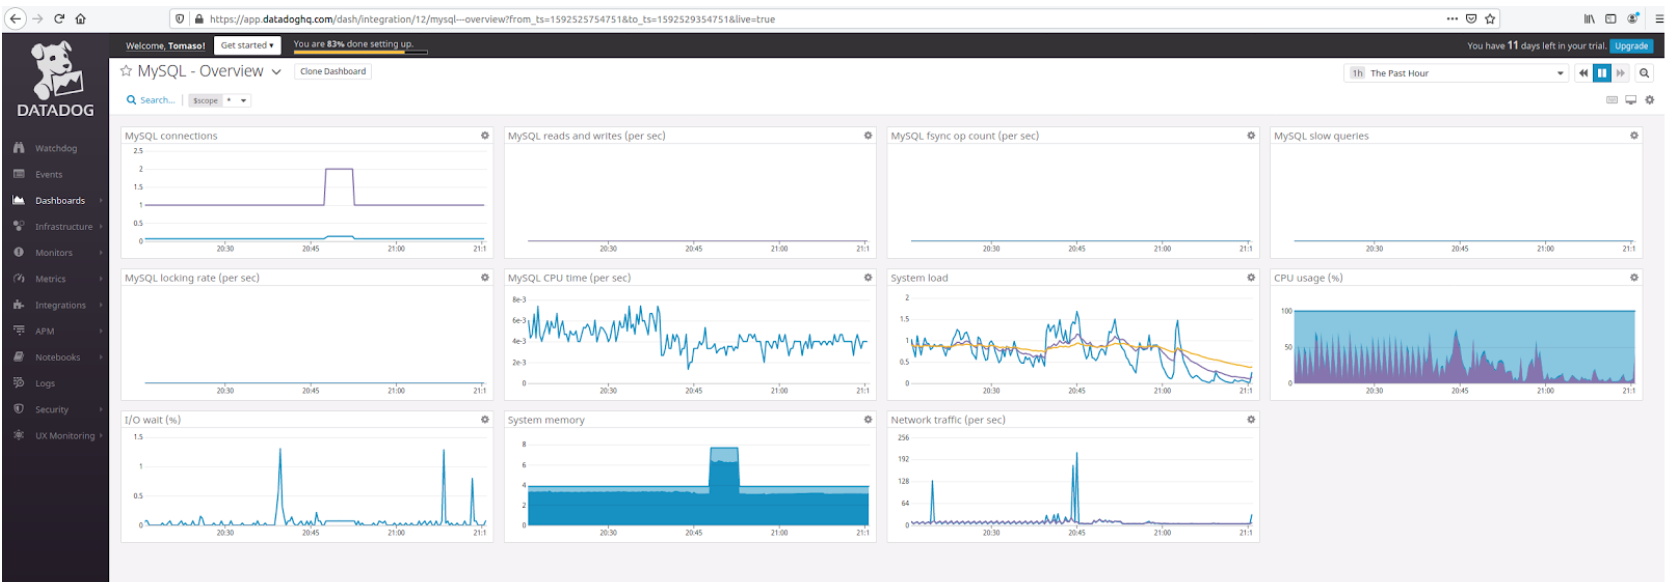 https://app.datadoghq.com/dash/integration/12/mysql---overview?from_ts=1592525754751&to_ts=1592529354751&live=true
Welcome, Tomaso!
Get started ▾
You are 83% done setting up.
You have 11 days left in your trial.
Upgrade
DATADOG
MySQL - Overview
Clone Dashboard
1h The Past Hour
Search...
$scope
*
Watchdog
Events
Dashboards
Infrastructure
Monitors
Metrics
Integrations
APM
Notebooks
Logs
Security
UX Monitoring
MySQL connections
2.5
2
1.5
1
0.5
0
20:30 20:45 21:00 21:1
MySQL reads and writes (per sec)
20:30 20:45 21:00 21:1
MySQL fsync op count (per sec)
20:30 20:45 21:00 21:1
MySQL slow queries
20:30 20:45 21:00 21:1
MySQL locking rate (per sec)
20:30 20:45 21:00 21:1
MySQL CPU time (per sec)
8e-3
6e-3
4e-3
2e-3
0
20:30 20:45 21:00 21:1
System load
2
1.5
1
0.5
0
20:30 20:45 21:00 21:1
CPU usage (%)
100
50
0
20:30 20:45 21:00 21:1
I/O wait (%)
1.5
1
0.5
0
20:30 20:45 21:00 21:1
System memory
8
6
4
2
0
20:30 20:45 21:00 21:1
Network traffic (per sec)
256
192
128
64
0
20:30 20:45 21:00 21:1